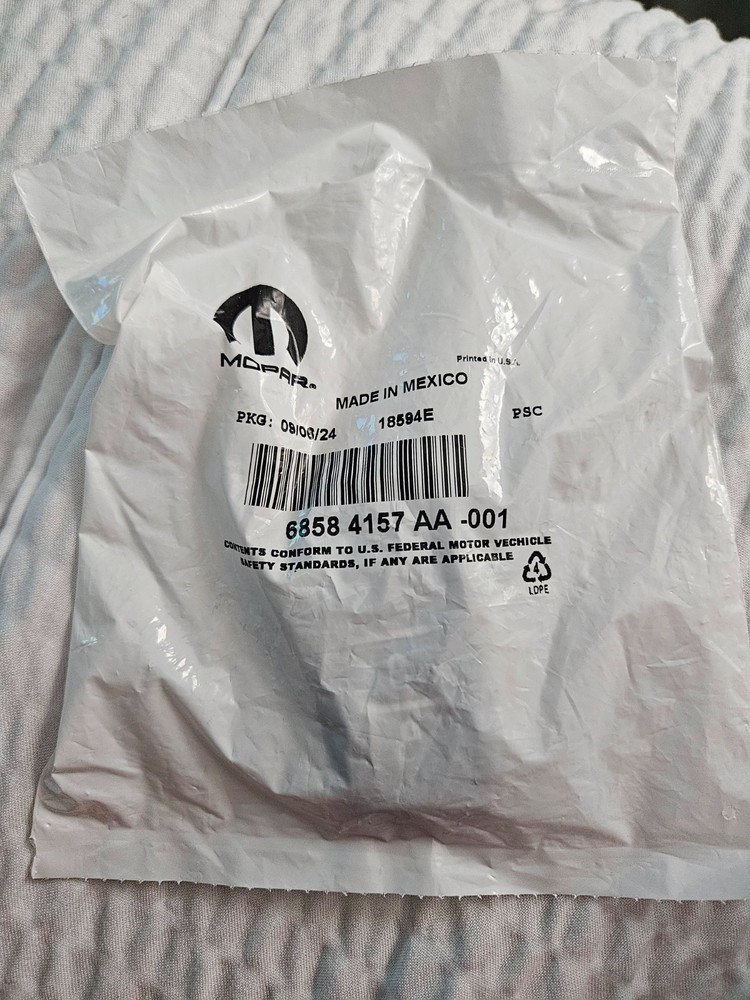 MOPAR®
Printed in U.S.A.
MADE IN MEXICO
PKG: 09/06/24 18594E PSC
6858 4157 AA -001
CONTENTS CONFORM TO U.S. FEDERAL MOTOR VECHICLE
SAFETY STANDARDS, IF ANY ARE APPLICABLE
4
LDPE